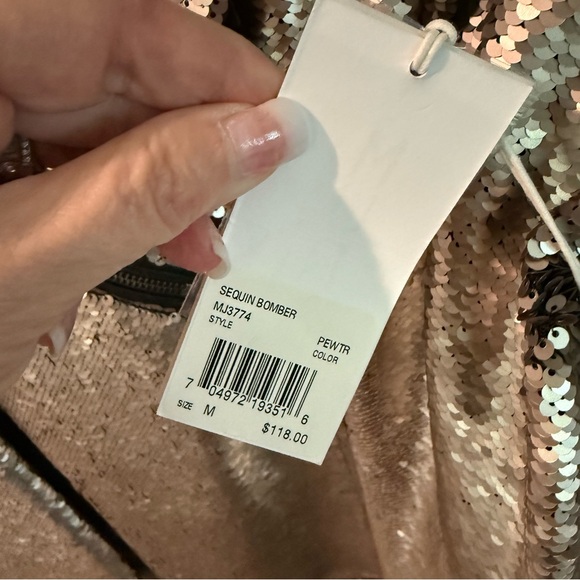 SEQUIN BOMBER
MJ3774
STYLE
PEWTR
COLOR
7 04972 19351 6
SIZE M
$118.00